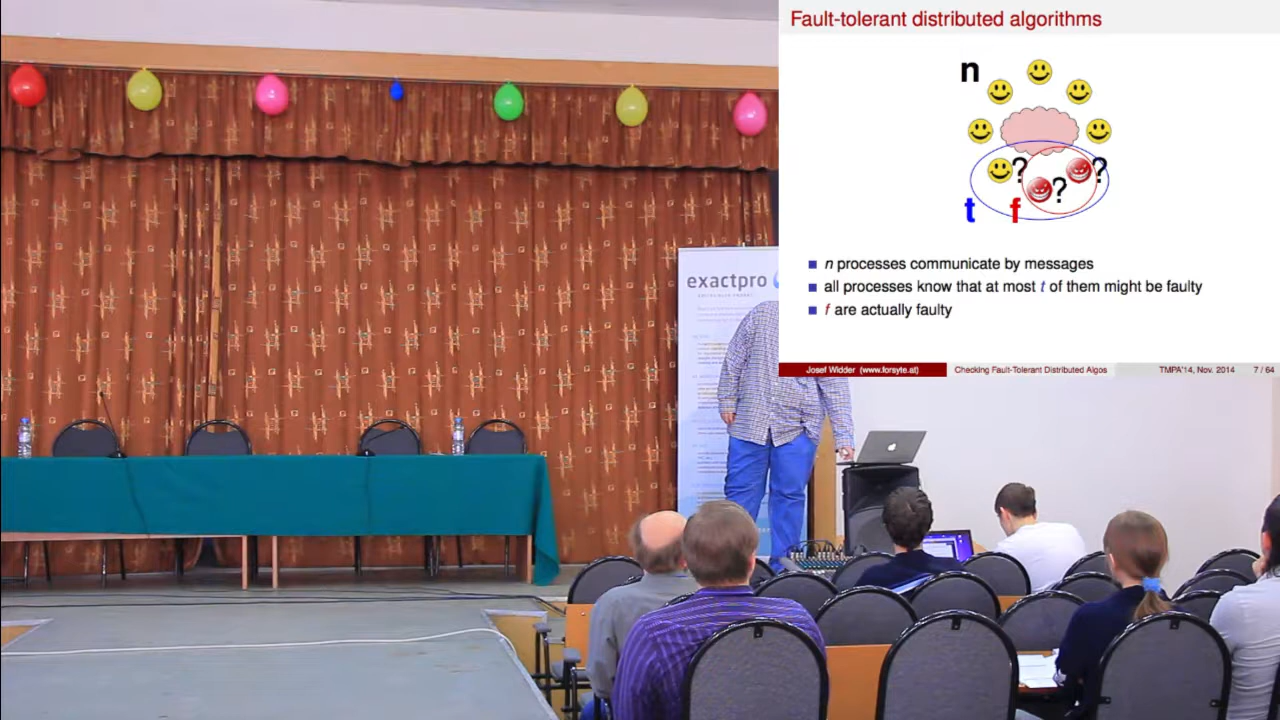 Fault-tolerant distributed algorithms
n
?
?
?
t
f
n processes communicate by messages
all processes know that at most t of them might be faulty
f are actually faulty
Josef Widder (www.forsyte.at)
Checking Fault-Tolerant Distributed Algos
TMPA'14, Nov. 2014
7 / 64
exactpro